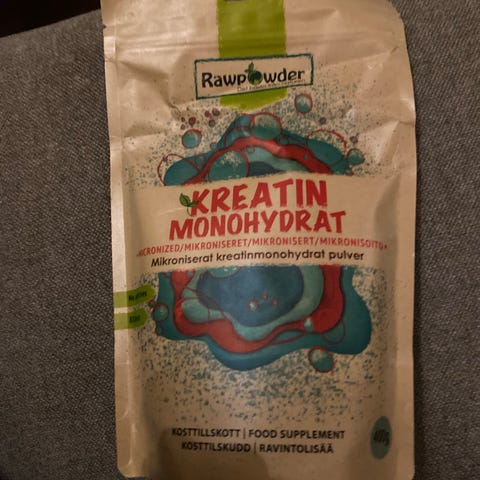 Rawpowder
KREATIN
MONOHYDRAT
MICRONIZED/MIKRONISERET/MIKRONISERT/MIKRONISOITU
Mikroniserat kreatinmonohydrat pulver
KOSTTILLSKOTT | FOOD SUPPLEMENT
KOSTTILSKUDD | RAVINTOLISÄÄ
400g